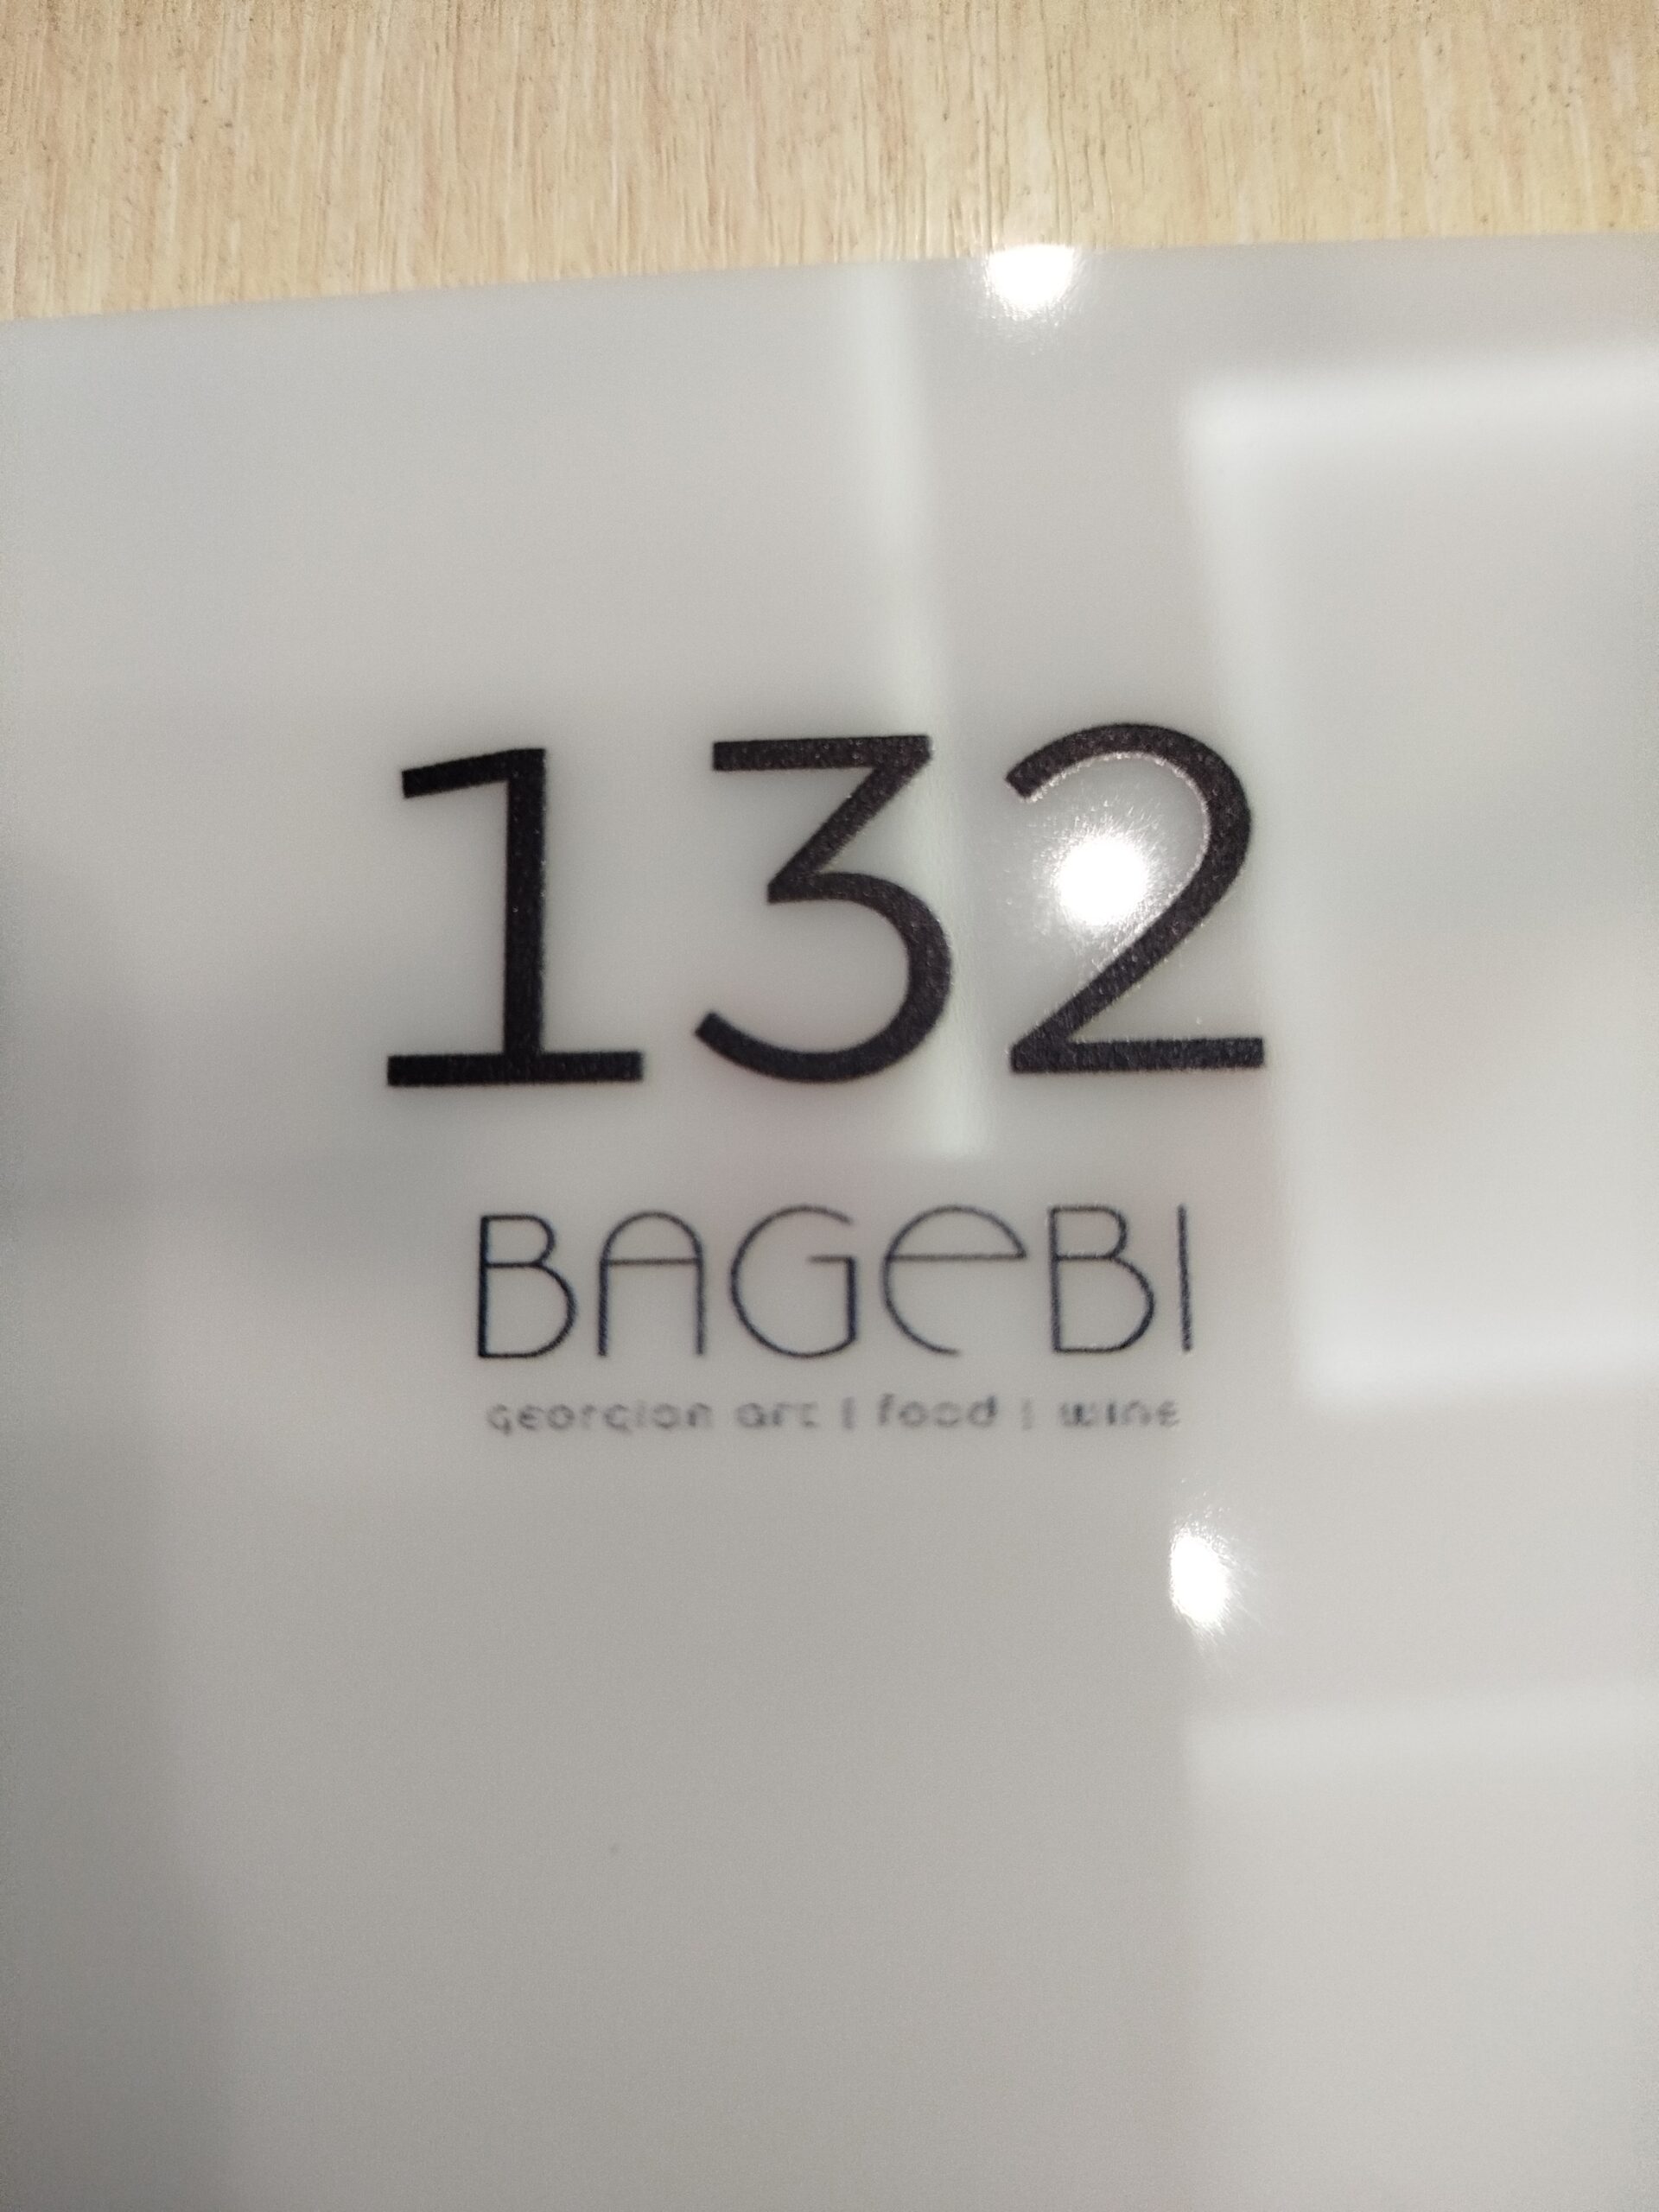 132
BAGeBI
georgian art | food | wine